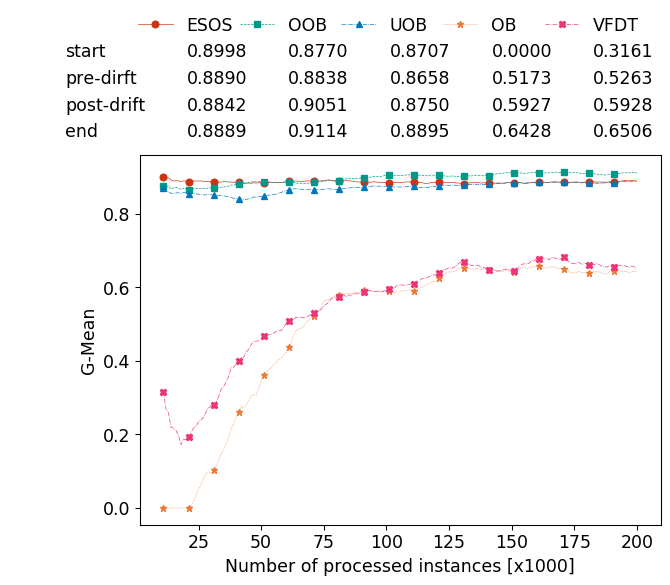 ESOS OOB UOB OB VFDT
start 0.8998 0.8770 0.8707 0.0000 0.3161
pre-dirft 0.8890 0.8838 0.8658 0.5173 0.5263
post-drift 0.8842 0.9051 0.8750 0.5927 0.5928
end 0.8889 0.9114 0.8895 0.6428 0.6506
0.8
0.6
G-Mean
0.4
0.2
0.0
25 50 75 100 125 150 175 200
Number of processed instances [x1000]